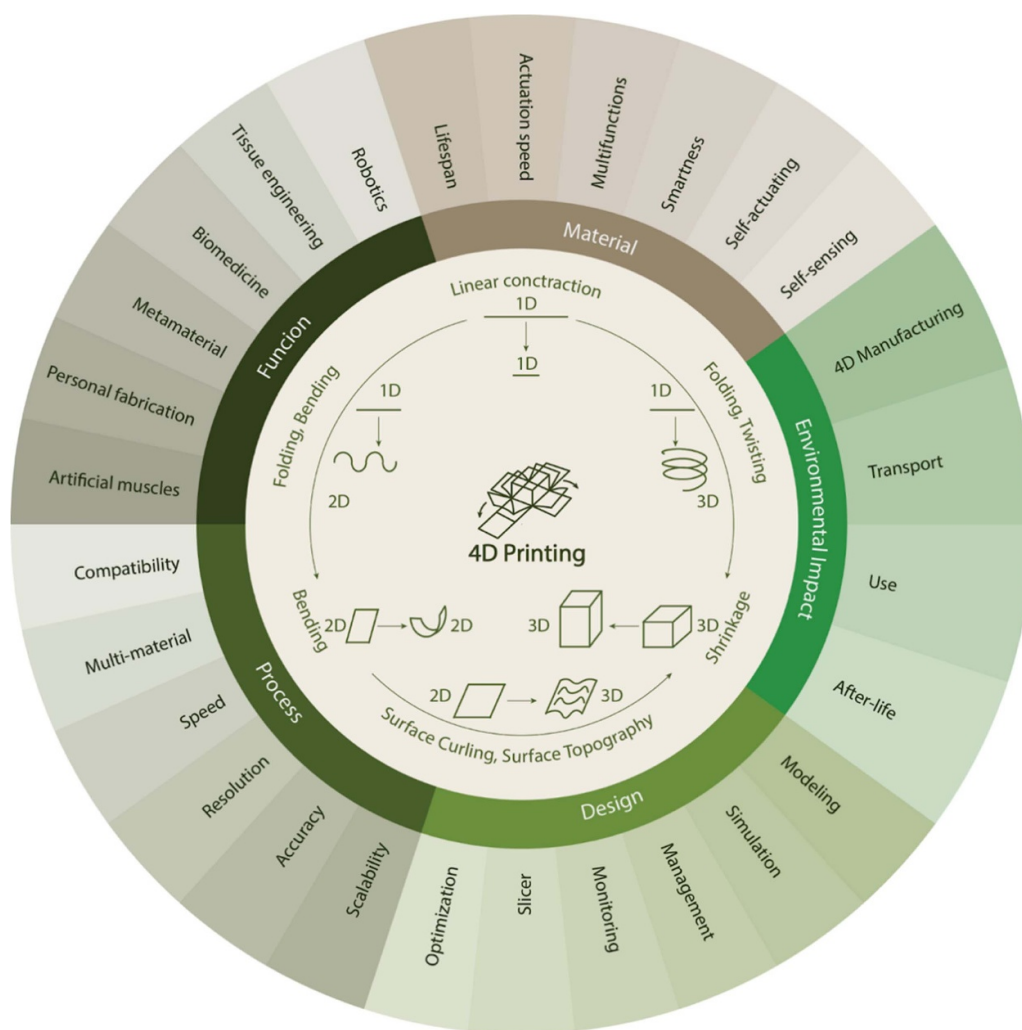 Lifespan
Actuation speed
Multifunctions
Smartness
Self-actuating
Self-sensing
Material
4D Manufacturing
Transport
Use
After-life
Environmental Impact
Modeling
Simulation
Management
Monitoring
Slicer
Optimization
Design
Scalability
Accuracy
Resolution
Speed
Multi-material
Compatibility
Process
Artificial muscles
Personal fabrication
Metamaterial
Biomedicine
Tissue engineering
Robotics
Funcion
Linear conctraction
1D
1D
Folding, Bending
1D
2D
Folding, Twisting
1D
3D
4D Printing
Bending
2D
2D
3D
3D
Shrinkage
2D
3D
Surface Curling, Surface Topography